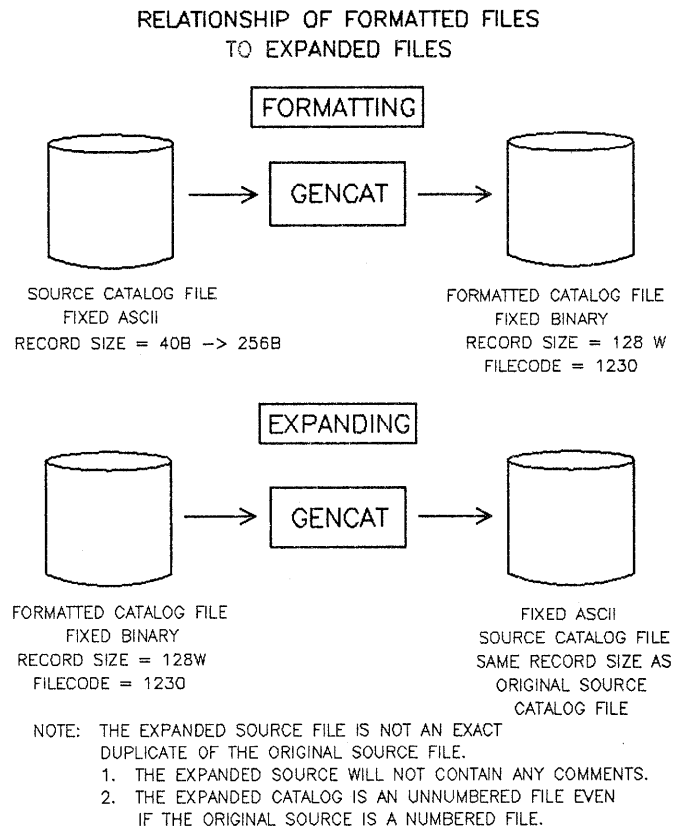 RELATIONSHIP OF FORMATTED FILES
TO EXPANDED FILES
FORMATTING
GENCAT
SOURCE CATALOG FILE
FIXED ASCII
RECORD SIZE = 40B -> 256B
FORMATTED CATALOG FILE
FIXED BINARY
RECORD SIZE = 128 W
FILECODE = 1230
EXPANDING
GENCAT
FORMATTED CATALOG FILE
FIXED BINARY
RECORD SIZE = 128W
FILECODE = 1230
FIXED ASCII
SOURCE CATALOG FILE
SAME RECORD SIZE AS
ORIGINAL SOURCE
CATALOG FILE
NOTE: THE EXPANDED SOURCE FILE IS NOT AN EXACT
DUPLICATE OF THE ORIGINAL SOURCE FILE.
1. THE EXPANDED SOURCE WILL NOT CONTAIN ANY COMMENTS.
2. THE EXPANDED CATALOG IS AN UNNUMBERED FILE EVEN
IF THE ORIGINAL SOURCE IS A NUMBERED FILE.